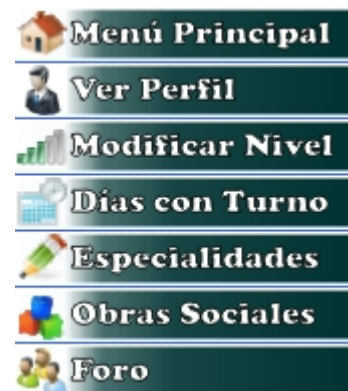 Menú Principal
Ver Perfil
Modificar Nivel
Días con Turno
Especialidades
Obras Sociales
Foro